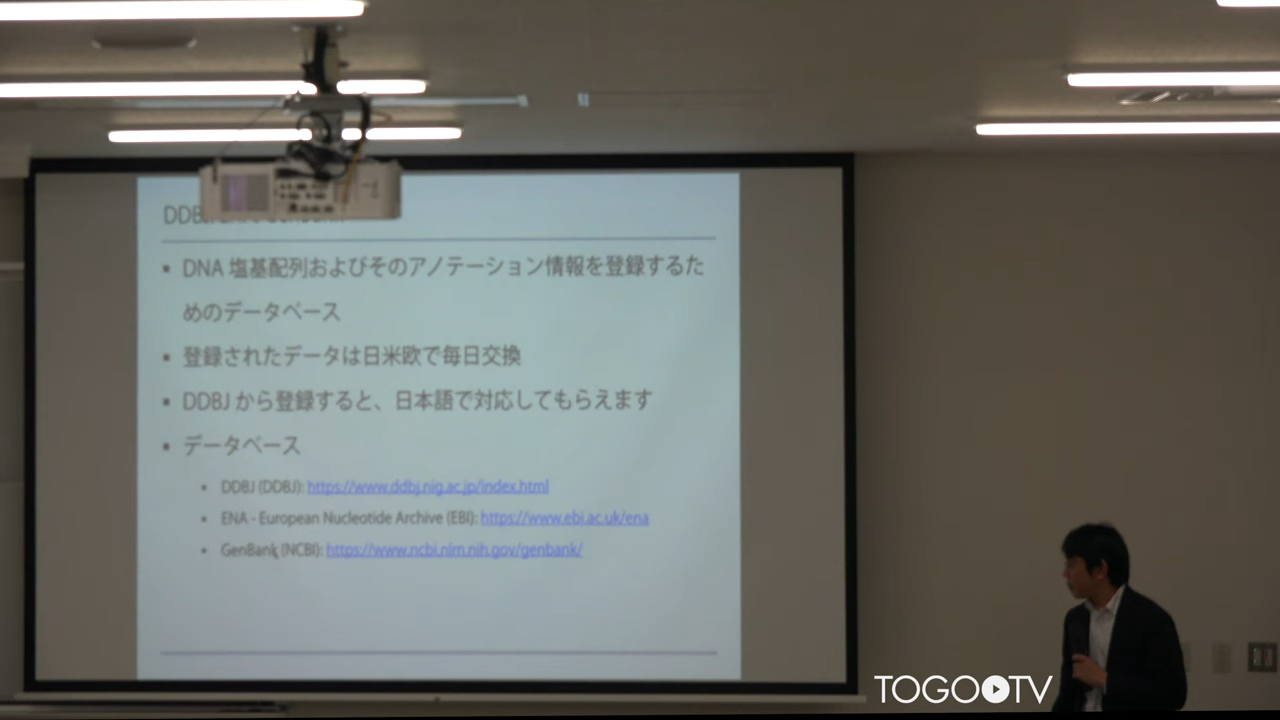 DDB
▪ DNA 塩基配列およびそのアノテーション情報を登録するた
めのデータベース
▪ 登録されたデータは日米欧で毎日交換
▪ DDBJ から登録すると、日本語で対応してもらえます
▪ データベース
• DDBJ (DDBJ): https://www.ddbj.nig.ac.jp/index.html
• ENA - European Nucleotide Archive (EBI): https://www.ebi.ac.uk/ena
• GenBank (NCBI): https://www.ncbi.nlm.nih.gov/genbank/
TOGO TV